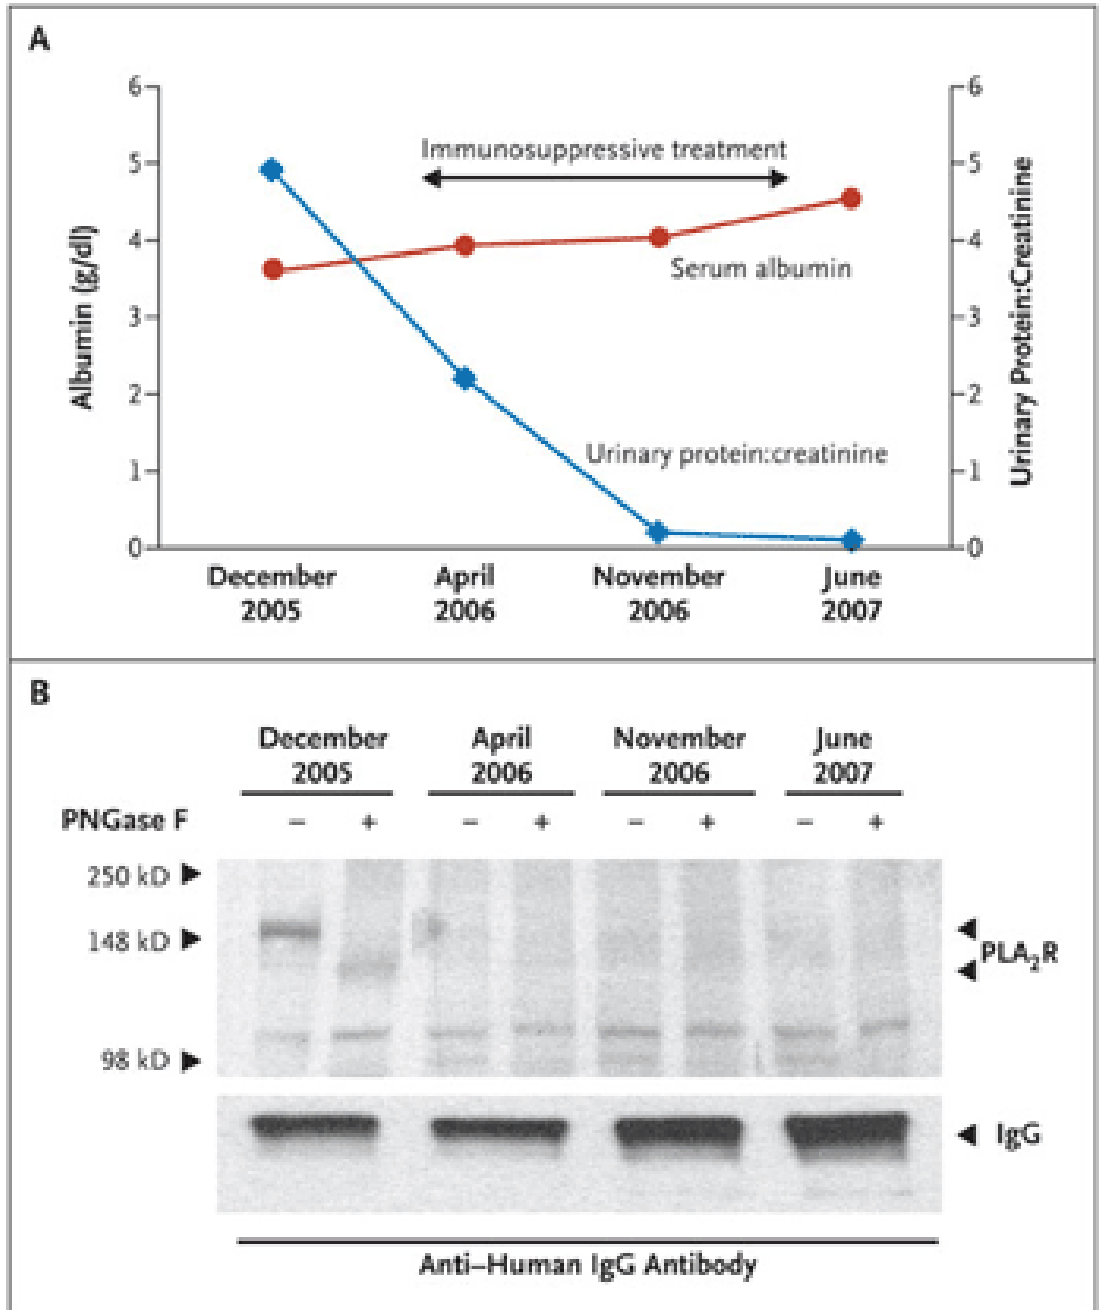 A
6
5
4
3
2
1
0
Albumin (g/dl)
Immunosuppressive treatment
Serum albumin
Urinary protein:creatinine
6
5
4
3
2
1
0
Urinary Protein:Creatinine
December
2005
April
2006
November
2006
June
2007
B
December
2005
April
2006
November
2006
June
2007
PNGase F
– + – + – + – +
250 kD
148 kD
98 kD
PLA₂R
IgG
Anti–Human IgG Antibody